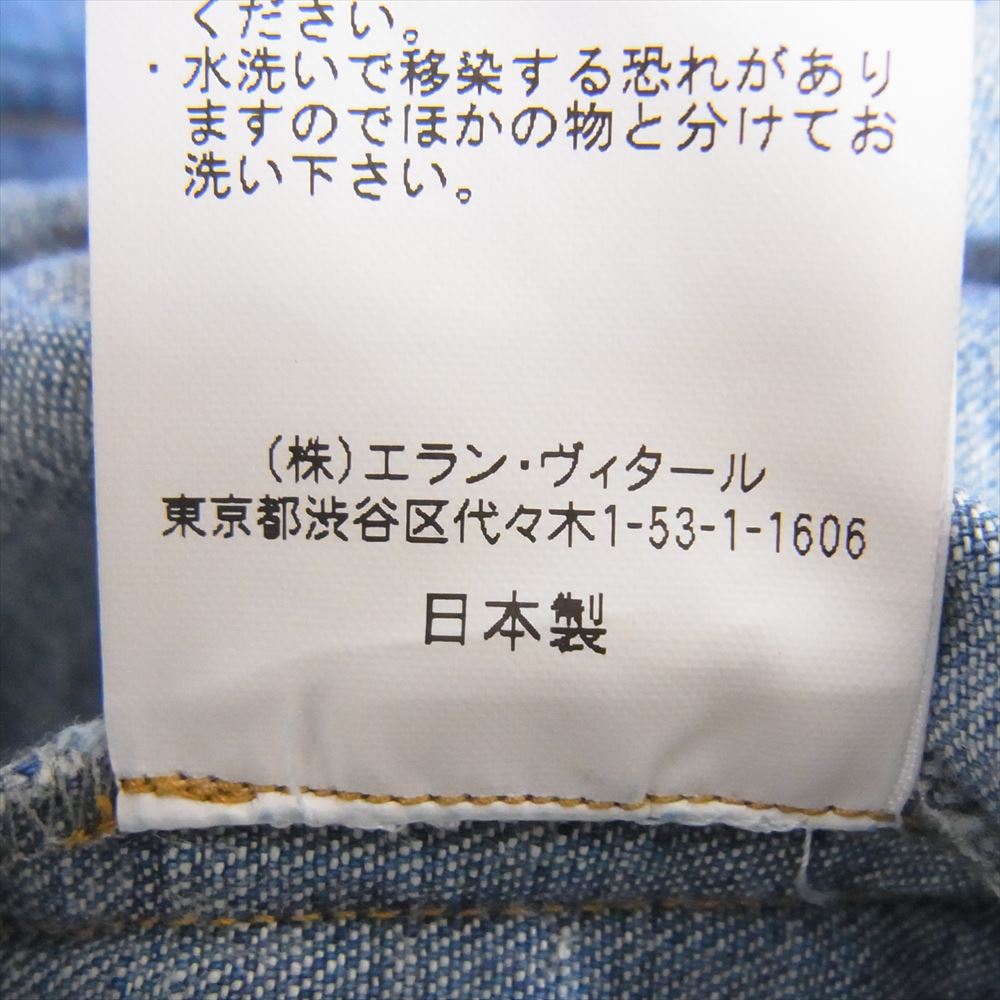 ください。
・水洗いで移染する恐れがあり
ますのでほかの物と分けてお
洗い下さい。
(株)エラン・ヴィタール
東京都渋谷区代々木1-53-1-1606
日本製